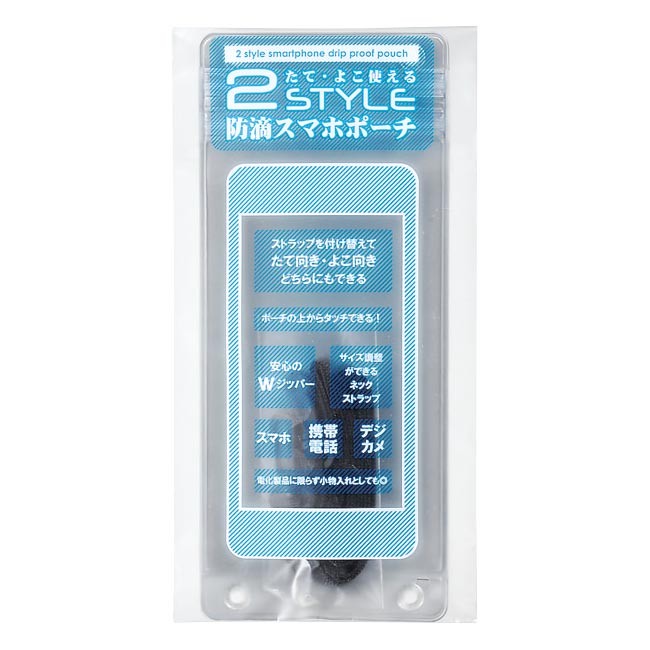 2 style smartphone drip proof pouch
たて・よこ使える
2 STYLE
防滴スマホポーチ
ストラップを付け替えて
たて向き・よこ向き
どちらにもできる
ポーチの上からタッチできる!
安心の
Wジッパー
サイズ調整
ができる
ネック
ストラップ
スマホ
携帯
電話
デジ
カメ
電化製品に限らず小物入れとしても◎